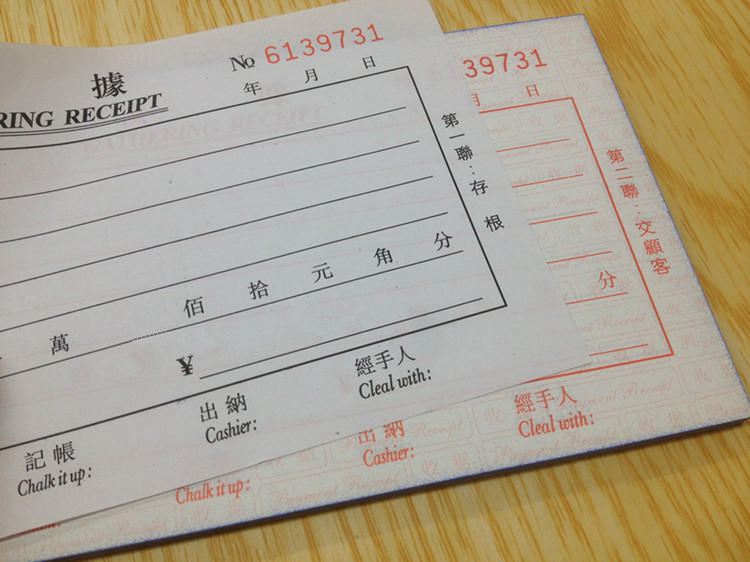 據
RING RECEIPT
№ 6139731
年 月 日
第一聯:存根
萬 佰 拾 元 角 分
¥
記帳
Chalk it up:
出納
Cashier:
經手人
Cleal with:
39731
月 日
第二聯:交顧客
分
Chalk it up:
出納
Cashier:
經手人
Cleal with: